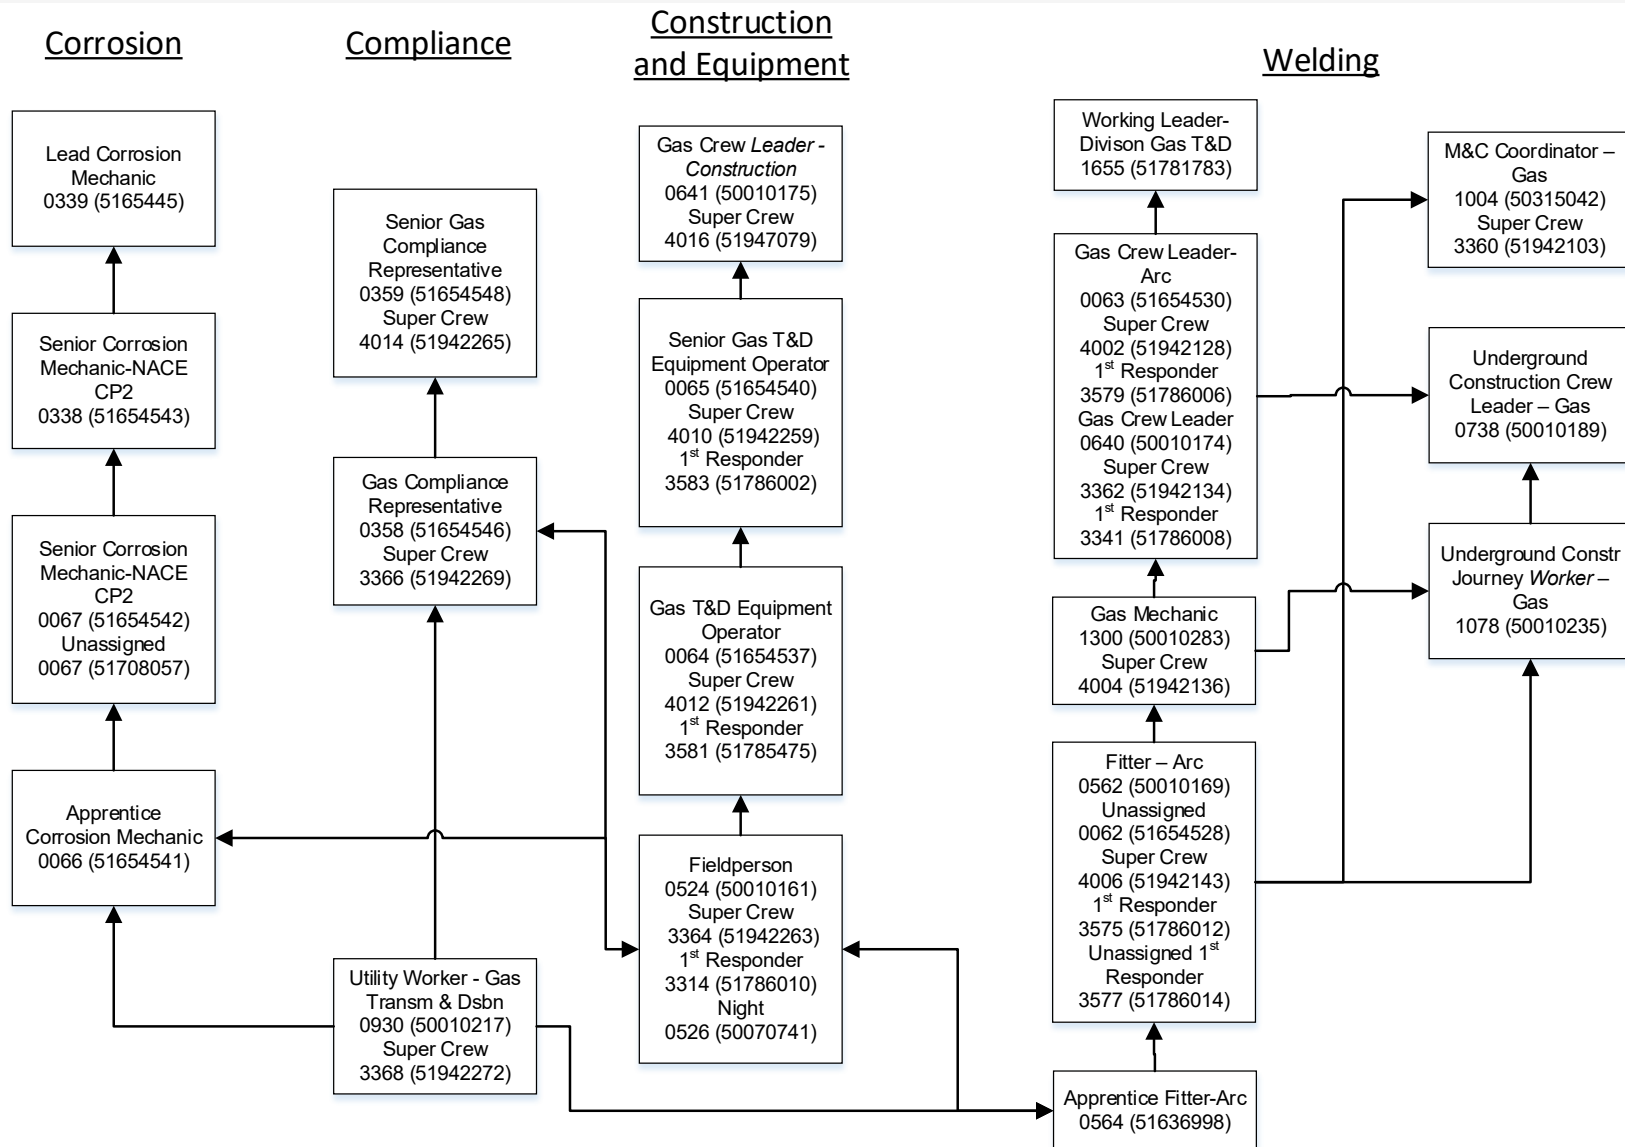 Corrosion
Lead Corrosion
Mechanic
0339 (5165445)
Senior Corrosion
Mechanic-NACE
CP2
0338 (51654543)
Senior Corrosion
Mechanic-NACE
CP2
0067 (51654542)
Unassigned
0067 (51708057)
Apprentice
Corrosion Mechanic
0066 (51654541)
Compliance
Senior Gas
Compliance
Representative
0359 (51654548)
Super Crew
4014 (51942265)
Gas Compliance
Representative
0358 (51654546)
Super Crew
3366 (51942269)
Utility Worker - Gas
Transm & Dsbn
0930 (50010217)
Super Crew
3368 (51942272)
Construction
and Equipment
Gas Crew Leader -
Construction
0641 (50010175)
Super Crew
4016 (51947079)
Senior Gas T&D
Equipment Operator
0065 (51654540)
Super Crew
4010 (51942259)
1st Responder
3583 (51786002)
Gas T&D Equipment
Operator
0064 (51654537)
Super Crew
4012 (51942261)
1st Responder
3581 (51785475)
Fieldperson
0524 (50010161)
Super Crew
3364 (51942263)
1st Responder
3314 (51786010)
Night
0526 (50070741)
Welding
Working Leader-
Divison Gas T&D
1655 (51781783)
Gas Crew Leader-
Arc
0063 (51654530)
Super Crew
4002 (51942128)
1st Responder
3579 (51786006)
Gas Crew Leader
0640 (50010174)
Super Crew
3362 (51942134)
1st Responder
3341 (51786008)
Gas Mechanic
1300 (50010283)
Super Crew
4004 (51942136)
Fitter – Arc
0562 (50010169)
Unassigned
0062 (51654528)
Super Crew
4006 (51942143)
1st Responder
3575 (51786012)
Unassigned 1st
Responder
3577 (51786014)
Apprentice Fitter-Arc
0564 (51636998)
M&C Coordinator –
Gas
1004 (50315042)
Super Crew
3360 (51942103)
Underground
Construction Crew
Leader – Gas
0738 (50010189)
Underground Constr
Journey Worker –
Gas
1078 (50010235)